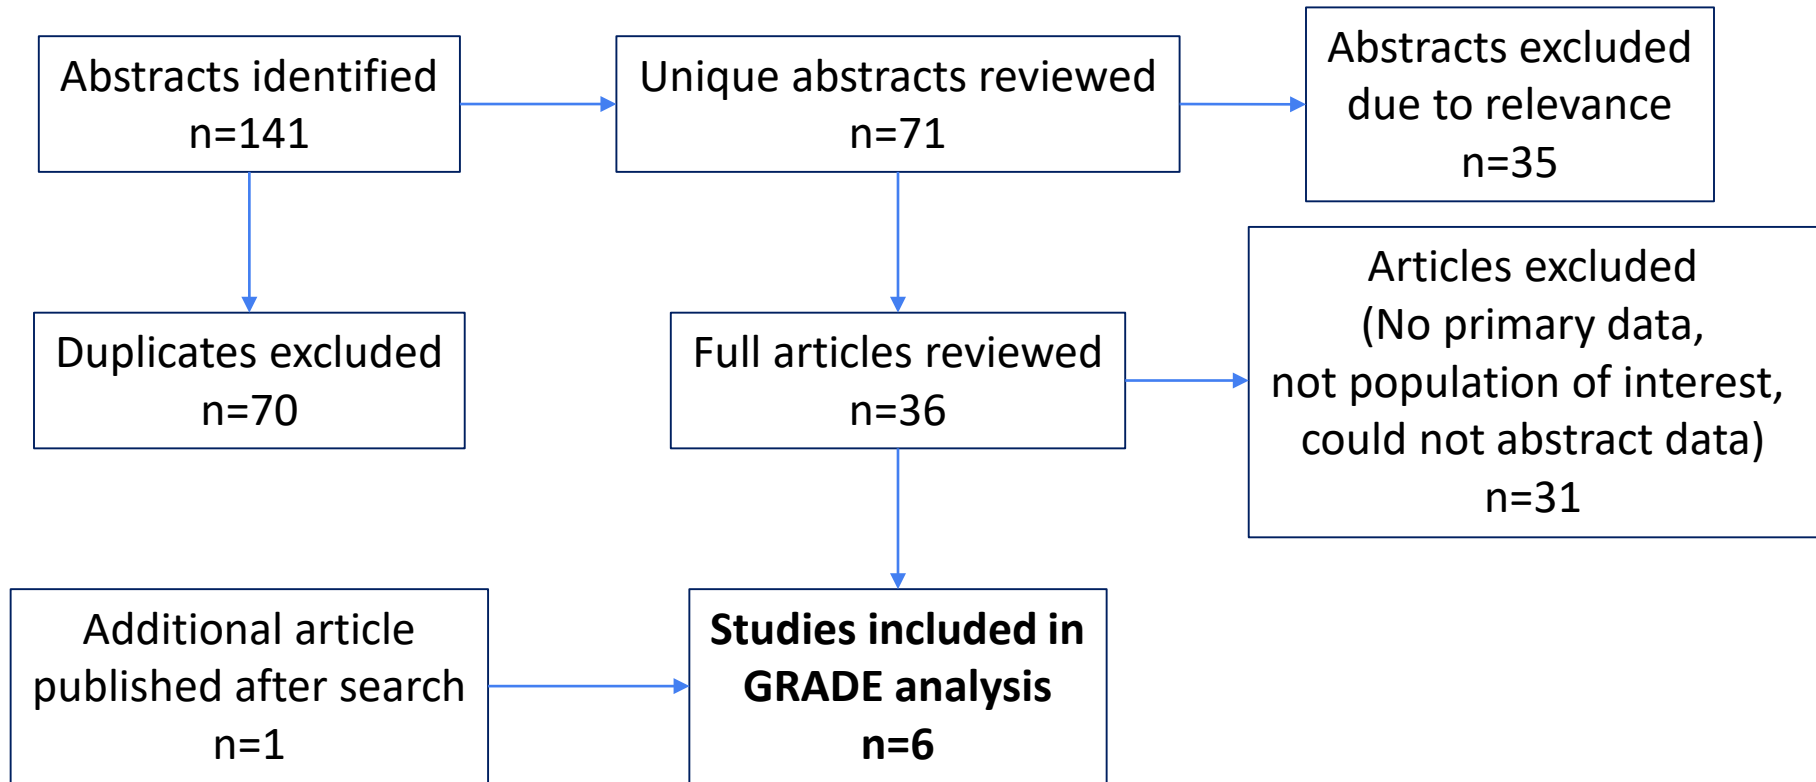 Abstracts identified
n=141
Unique abstracts reviewed
n=71
Abstracts excluded
due to relevance
n=35
Duplicates excluded
n=70
Full articles reviewed
n=36
Articles excluded
(No primary data,
not population of interest,
could not abstract data)
n=31
Additional article
published after search
n=1
Studies included in
GRADE analysis
n=6